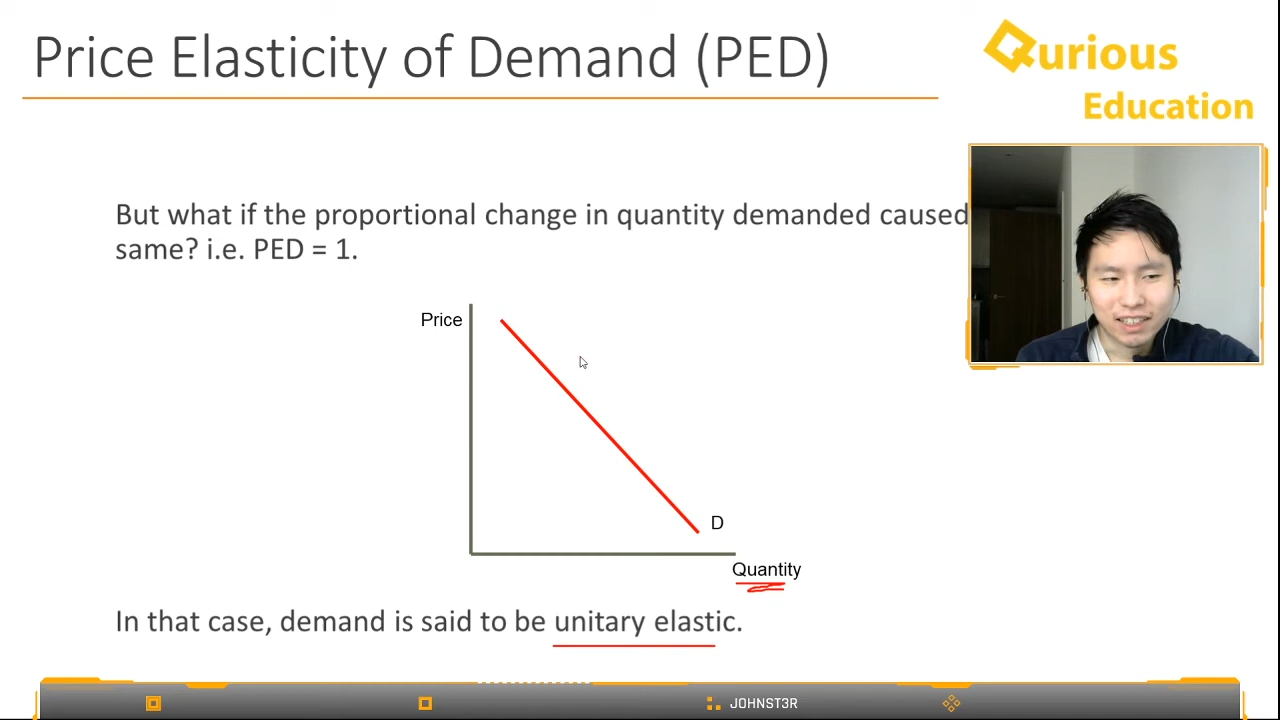 Price Elasticity of Demand (PED)
Qurious
Education
But what if the proportional change in quantity demanded caused
same? i.e. PED = 1.
Price
D
Quantity
In that case, demand is said to be unitary elastic.
JOHNST3R